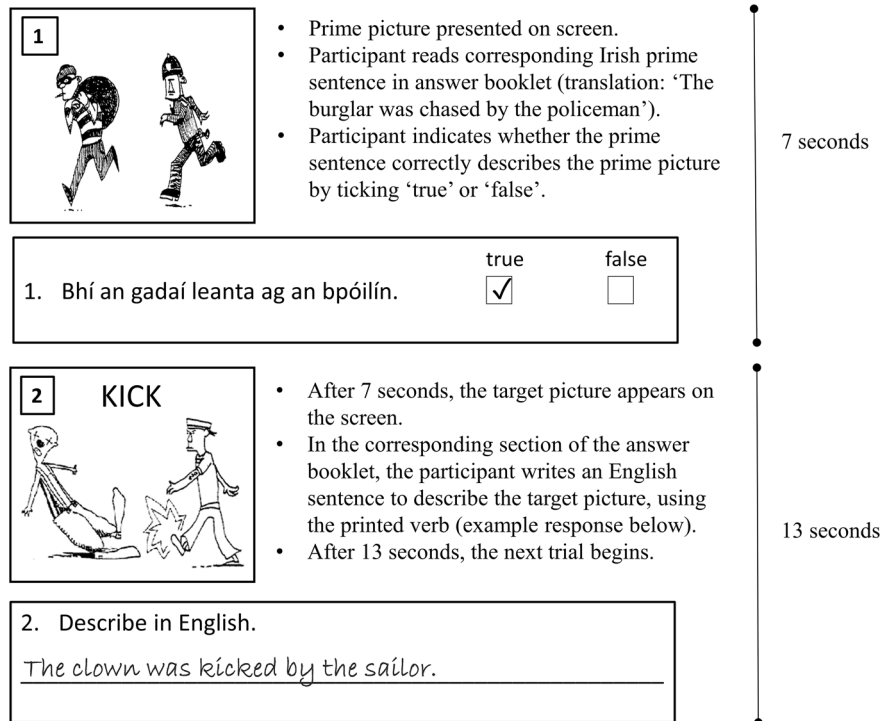 1
• Prime picture presented on screen.
• Participant reads corresponding Irish prime
sentence in answer booklet (translation: ‘The
burglar was chased by the policeman’).
• Participant indicates whether the prime
sentence correctly describes the prime picture
by ticking ‘true’ or ‘false’.
7 seconds
true false
1. Bhí an gadaí leanta ag an bpóilín.
2 KICK
• After 7 seconds, the target picture appears on
the screen.
• In the corresponding section of the answer
booklet, the participant writes an English
sentence to describe the target picture, using
the printed verb (example response below).
• After 13 seconds, the next trial begins.
13 seconds
2. Describe in English.
The clown was kicked by the sailor.